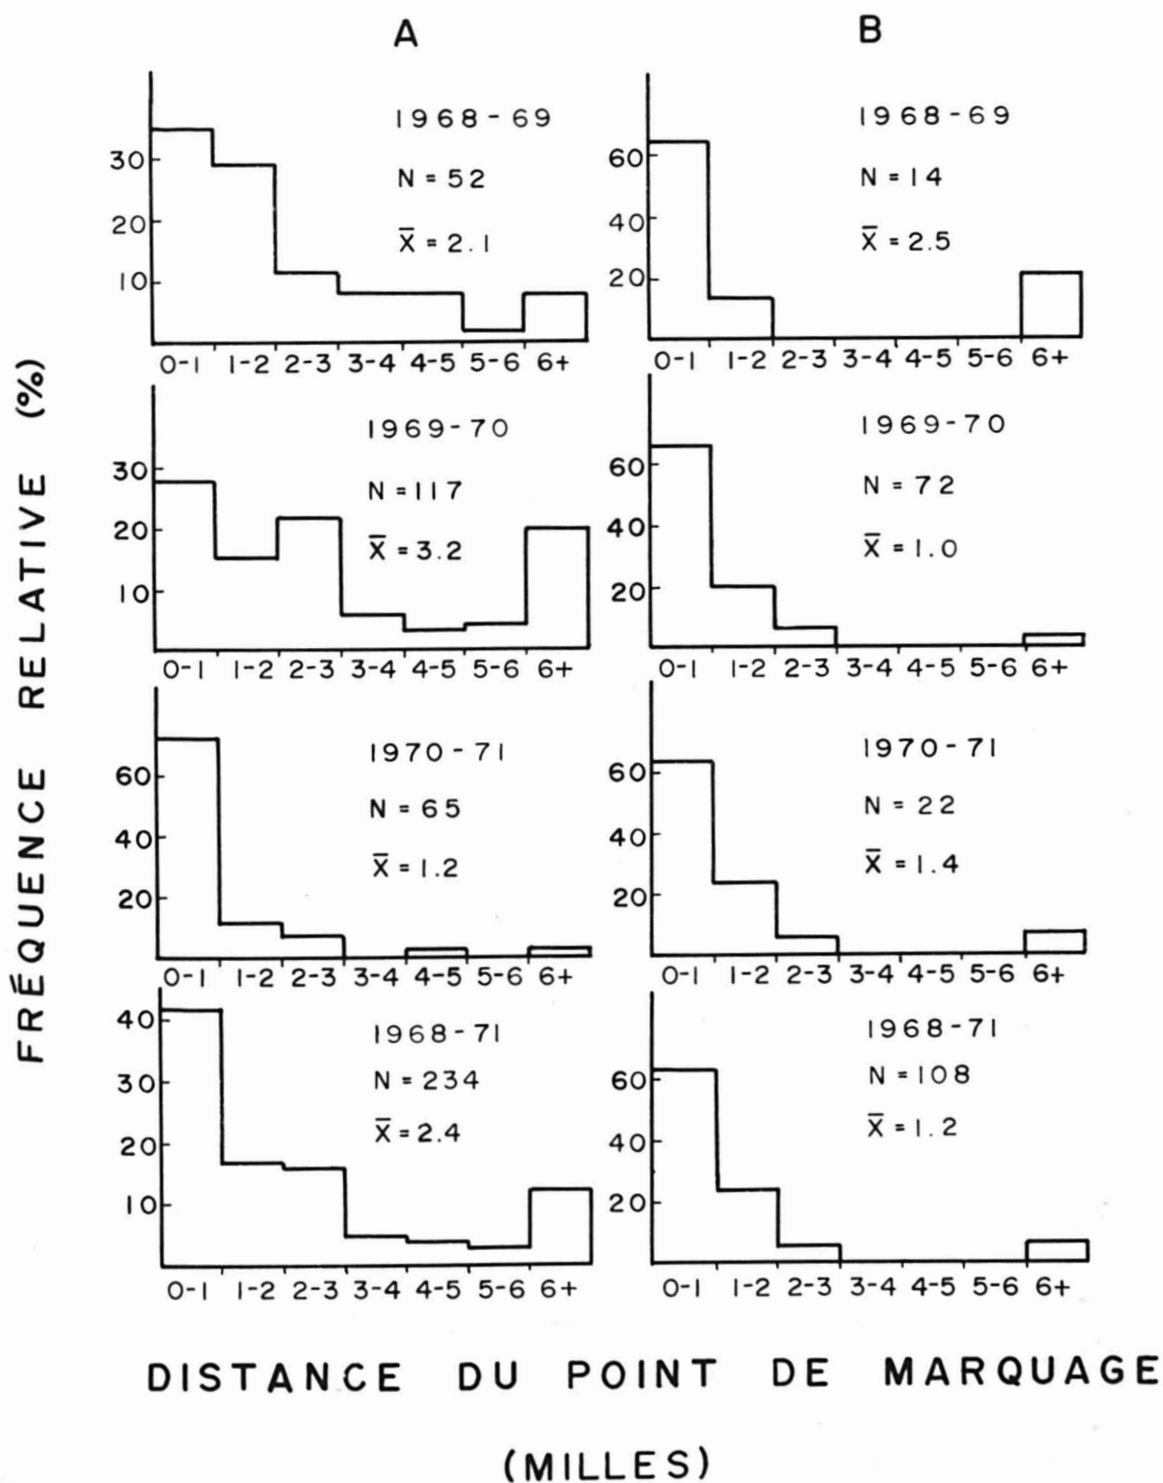 A
B
FRÉQUENCE RELATIVE (%)
1968-69
N = 52
X̅ = 2.1
30
20
10
0-1 1-2 2-3 3-4 4-5 5-6 6+
1968-69
N = 14
X̅ = 2.5
60
40
20
0-1 1-2 2-3 3-4 4-5 5-6 6+
1969-70
N = 117
X̅ = 3.2
30
20
10
0-1 1-2 2-3 3-4 4-5 5-6 6+
1969-70
N = 72
X̅ = 1.0
60
40
20
0-1 1-2 2-3 3-4 4-5 5-6 6+
1970-71
N = 65
X̅ = 1.2
60
40
20
0-1 1-2 2-3 3-4 4-5 5-6 6+
1970-71
N = 22
X̅ = 1.4
60
40
20
0-1 1-2 2-3 3-4 4-5 5-6 6+
1968-71
N = 234
X̅ = 2.4
40
30
20
10
0-1 1-2 2-3 3-4 4-5 5-6 6+
1968-71
N = 108
X̅ = 1.2
60
40
20
0-1 1-2 2-3 3-4 4-5 5-6 6+
DISTANCE DU POINT DE MARQUAGE
(MILLES)